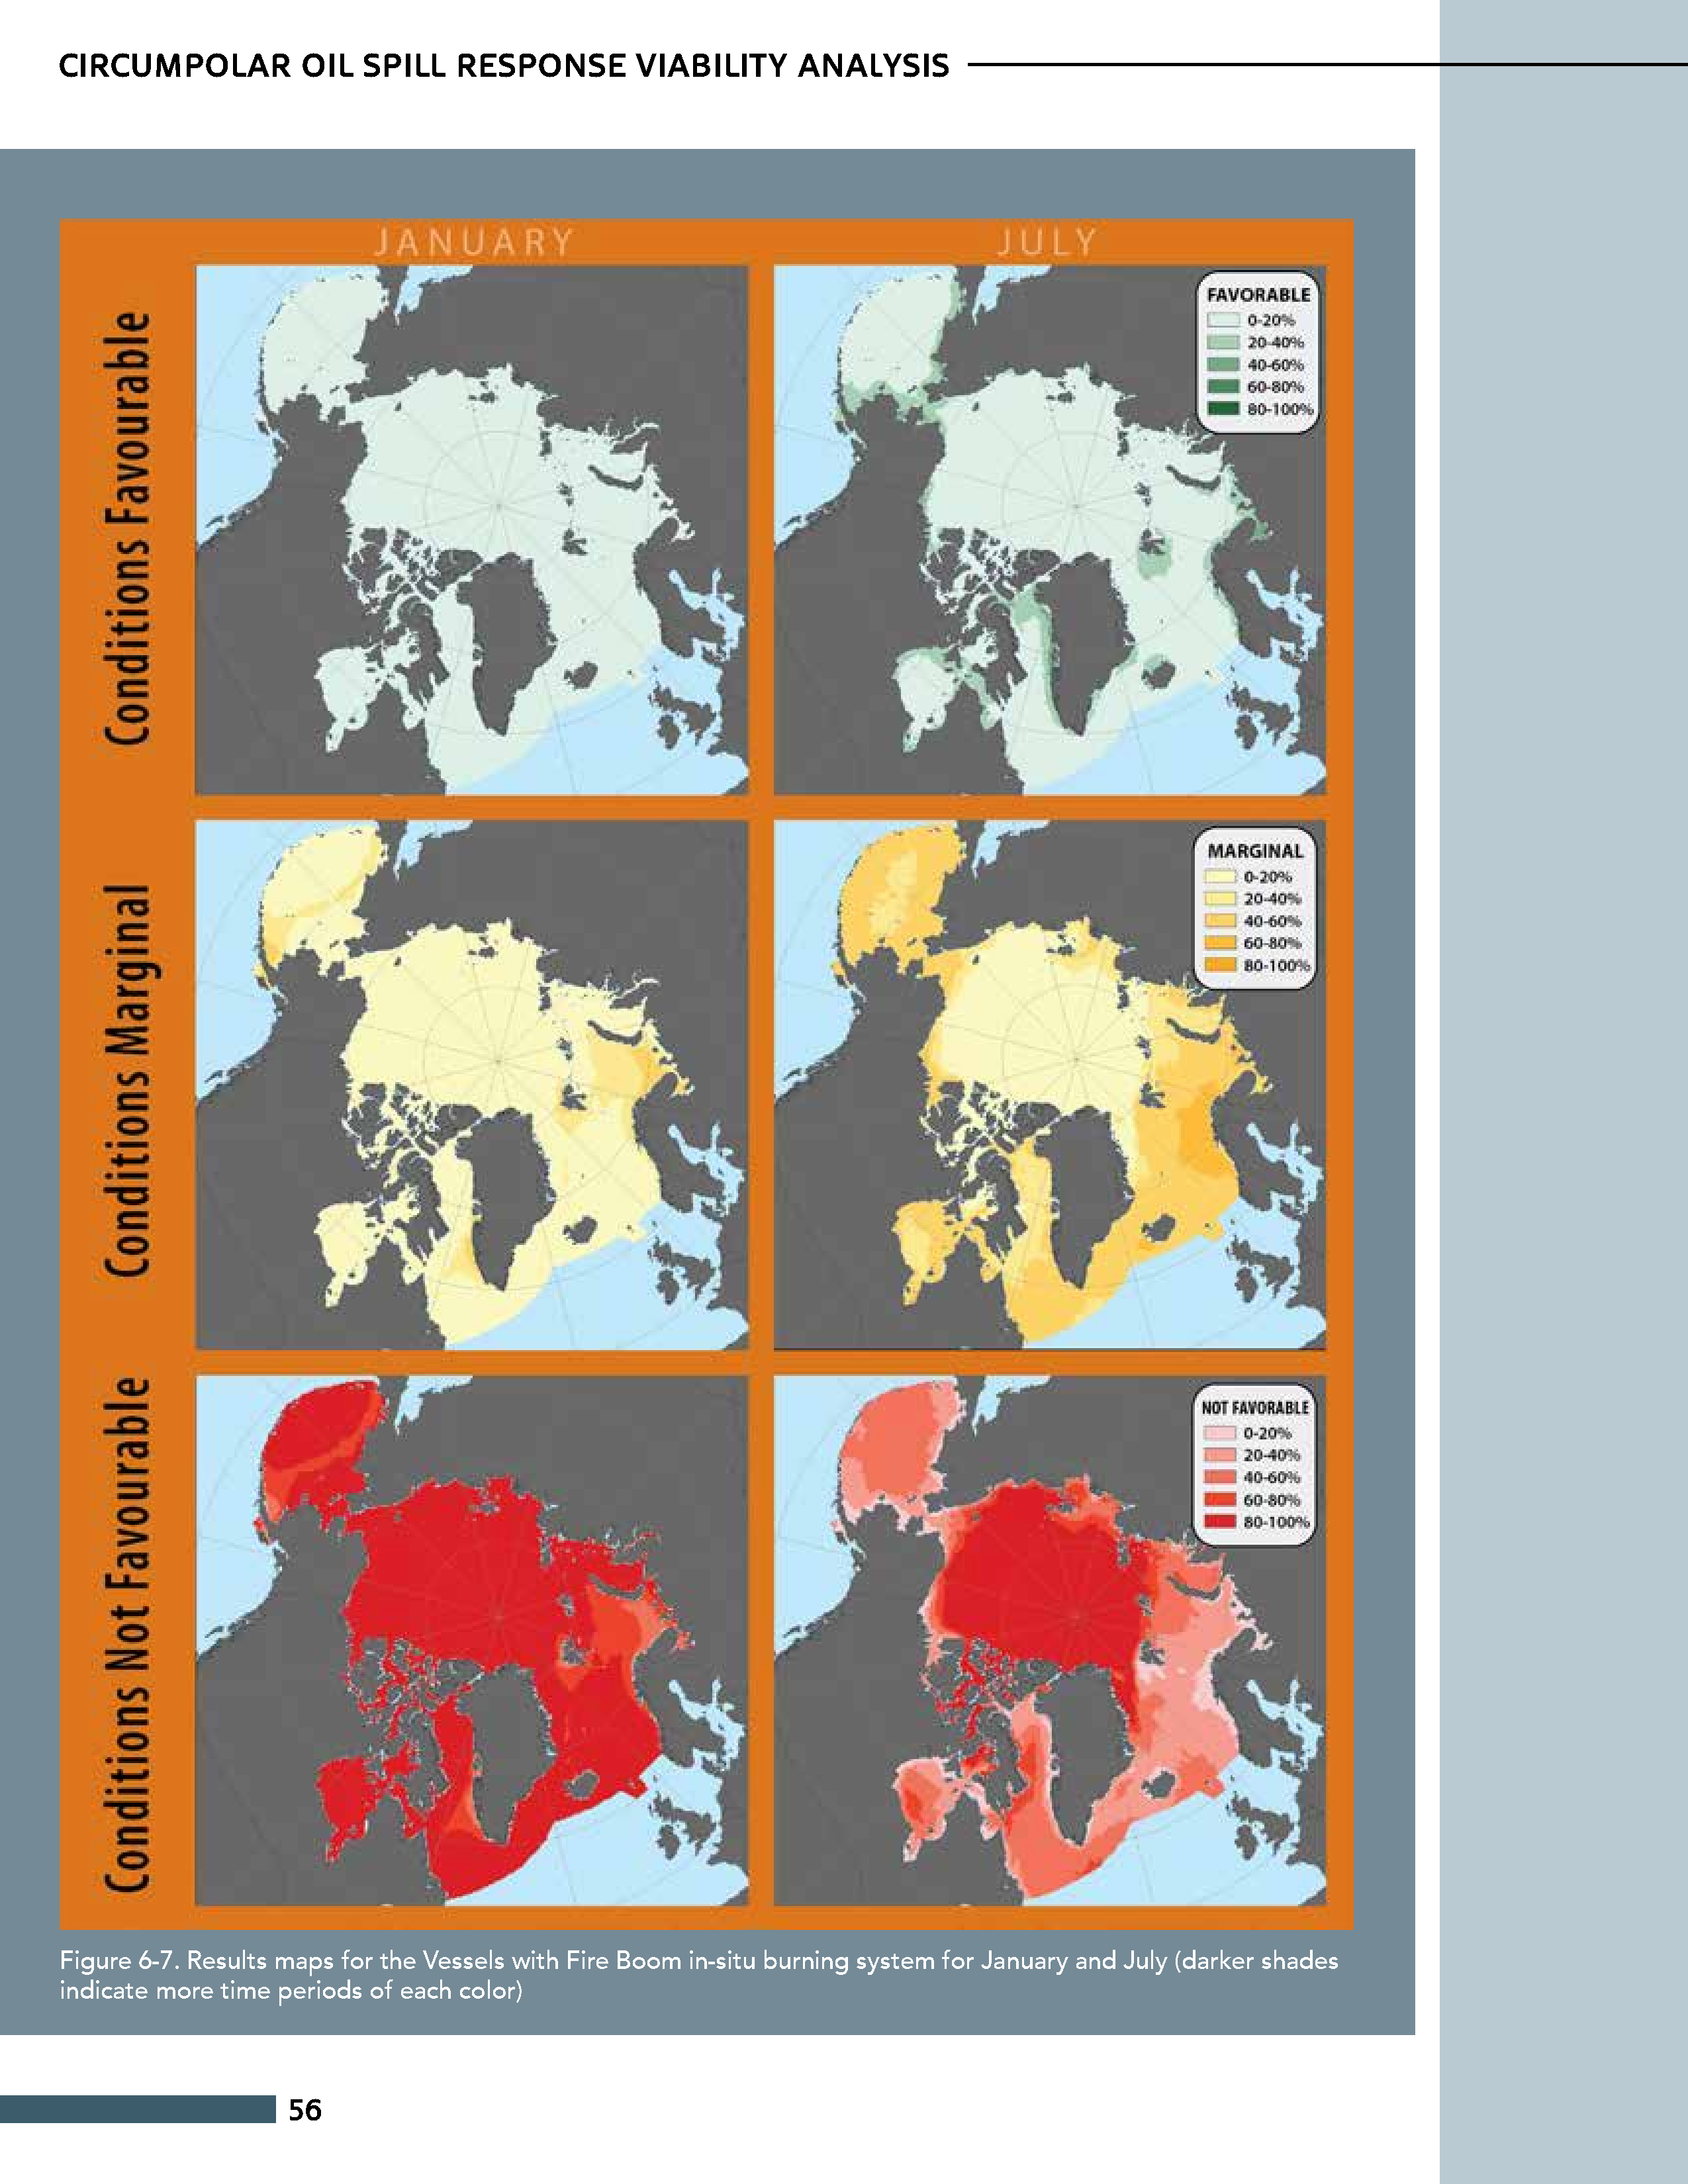 CIRCUMPOLAR OIL SPILL RESPONSE VIABILITY ANALYSIS
JANUARY
JULY
Conditions Favourable
FAVORABLE
0-20%
20-40%
40-60%
60-80%
80-100%
Conditions Marginal
MARGINAL
0-20%
20-40%
40-60%
60-80%
80-100%
Conditions Not Favourable
NOT FAVORABLE
0-20%
20-40%
40-60%
60-80%
80-100%
Figure 6-7. Results maps for the Vessels with Fire Boom in-situ burning system for January and July (darker shades
indicate more time periods of each color)
56